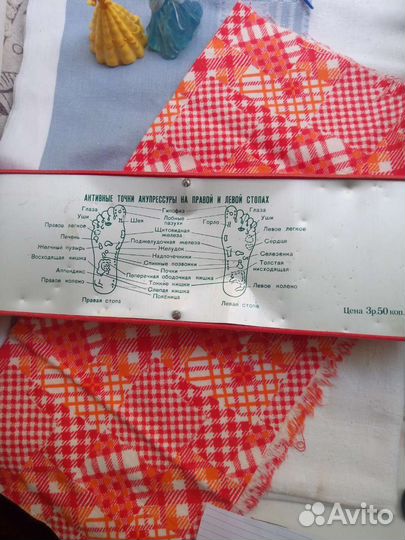 АКТИВНЫЕ ТОЧКИ АКУПРЕССУРЫ НА ПРАВОЙ И ЛЕВОЙ СТОПАХ
Глаза
Уши
Правое легкое
Печень
Желчный пузырь
Восходящая кишка
Аппендикс
Правое колено
Правая стопа
Шея
Гипофиз
Лобные
пазухи
Щитовидная
железа
Поджелудочная железа
Желудок
Надпочечники
Спинные позвонки
Почки
Поперечная ободочная кишка
Тонкие кишки
Слепая кишка
Поясница
Горло
Глаза
Уши
Левое легкое
Сердце
Селезенка
Толстая
нисходящая
Левое колено
Левая стопа
Цена 3р.50 коп.
Avito